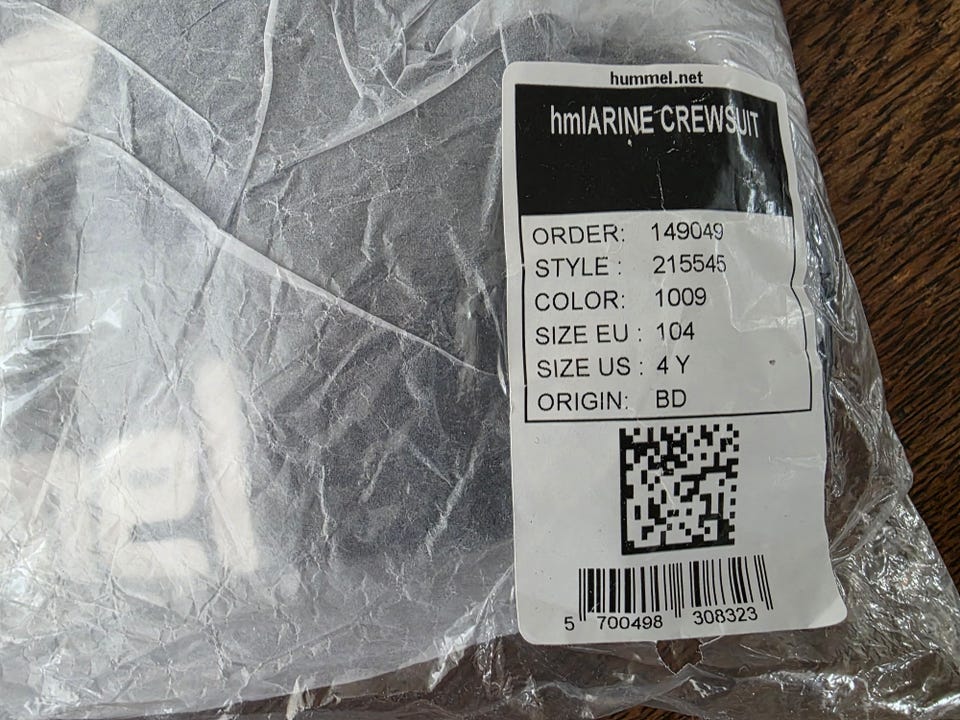 hummel.net
hmlARINE CREWSUIT
ORDER: 149049
STYLE : 215545
COLOR: 1009
SIZE EU : 104
SIZE US : 4 Y
ORIGIN: BD
5 700498 308323
el